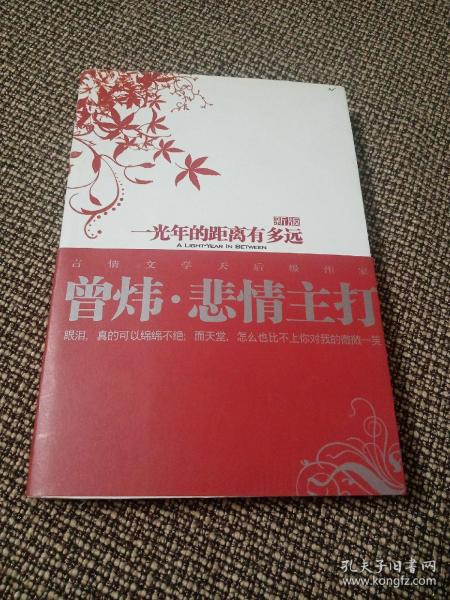 新版
一光年的距离有多远
A LIGHT-YEAR IN BETWEEN
言情文学天后级作家
曾炜·悲情主打
眼泪，真的可以绵绵不绝；而天堂，怎么也比不上你对我的微微一笑
孔夫子旧书网
www.kongfz.com